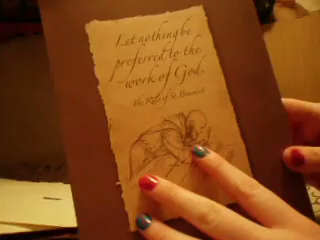 Let nothing be
preferred to the
work of God.
the Rule of St. Benedict